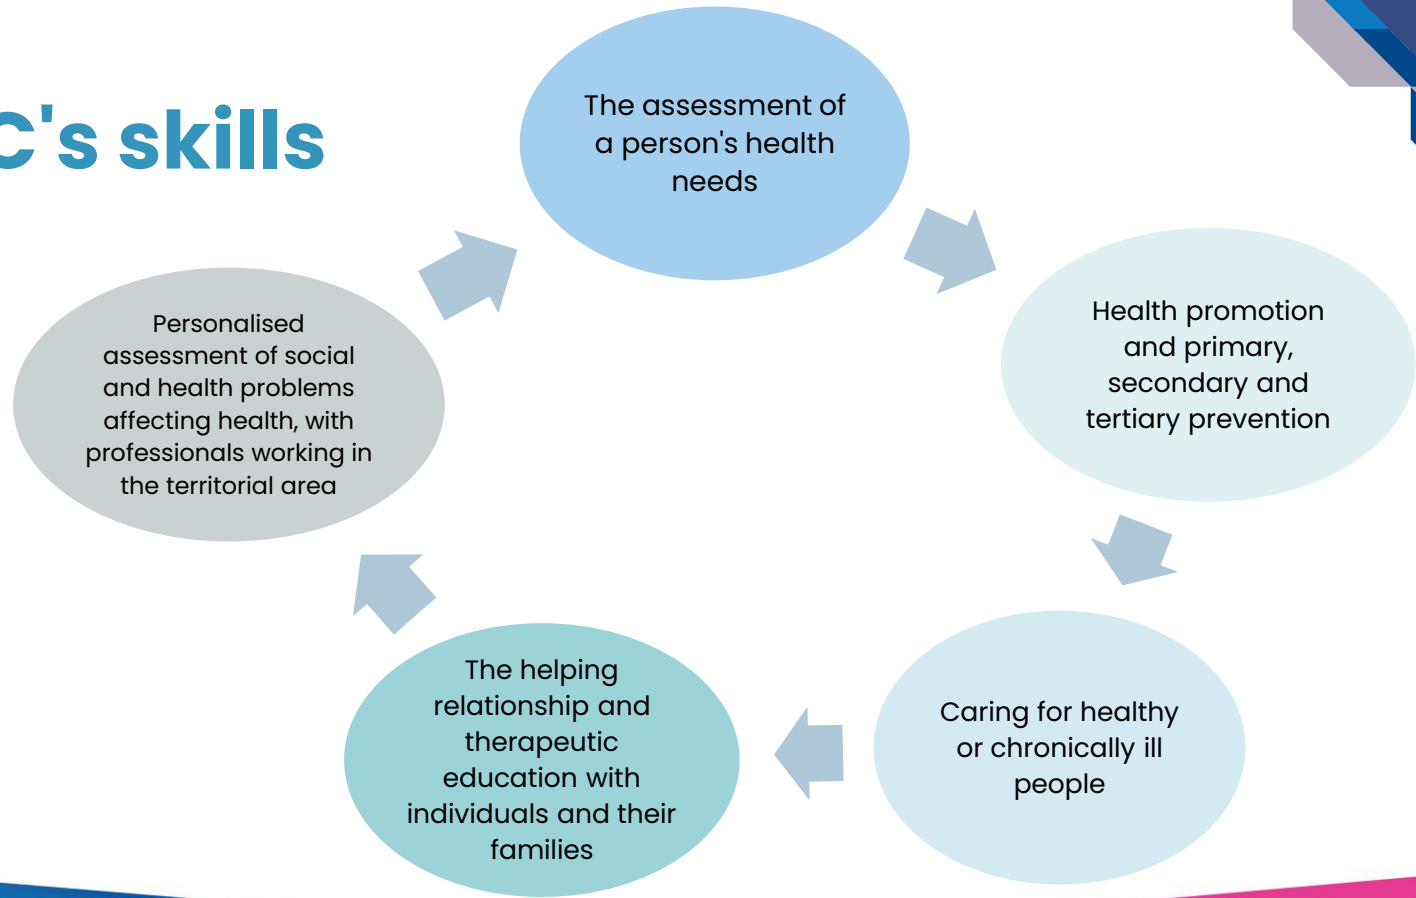 C's skills
The assessment of
a person's health
needs
Health promotion
and primary,
secondary and
tertiary prevention
Caring for healthy
or chronically ill
people
The helping
relationship and
therapeutic
education with
individuals and their
families
Personalised
assessment of social
and health problems
affecting health, with
professionals working in
the territorial area